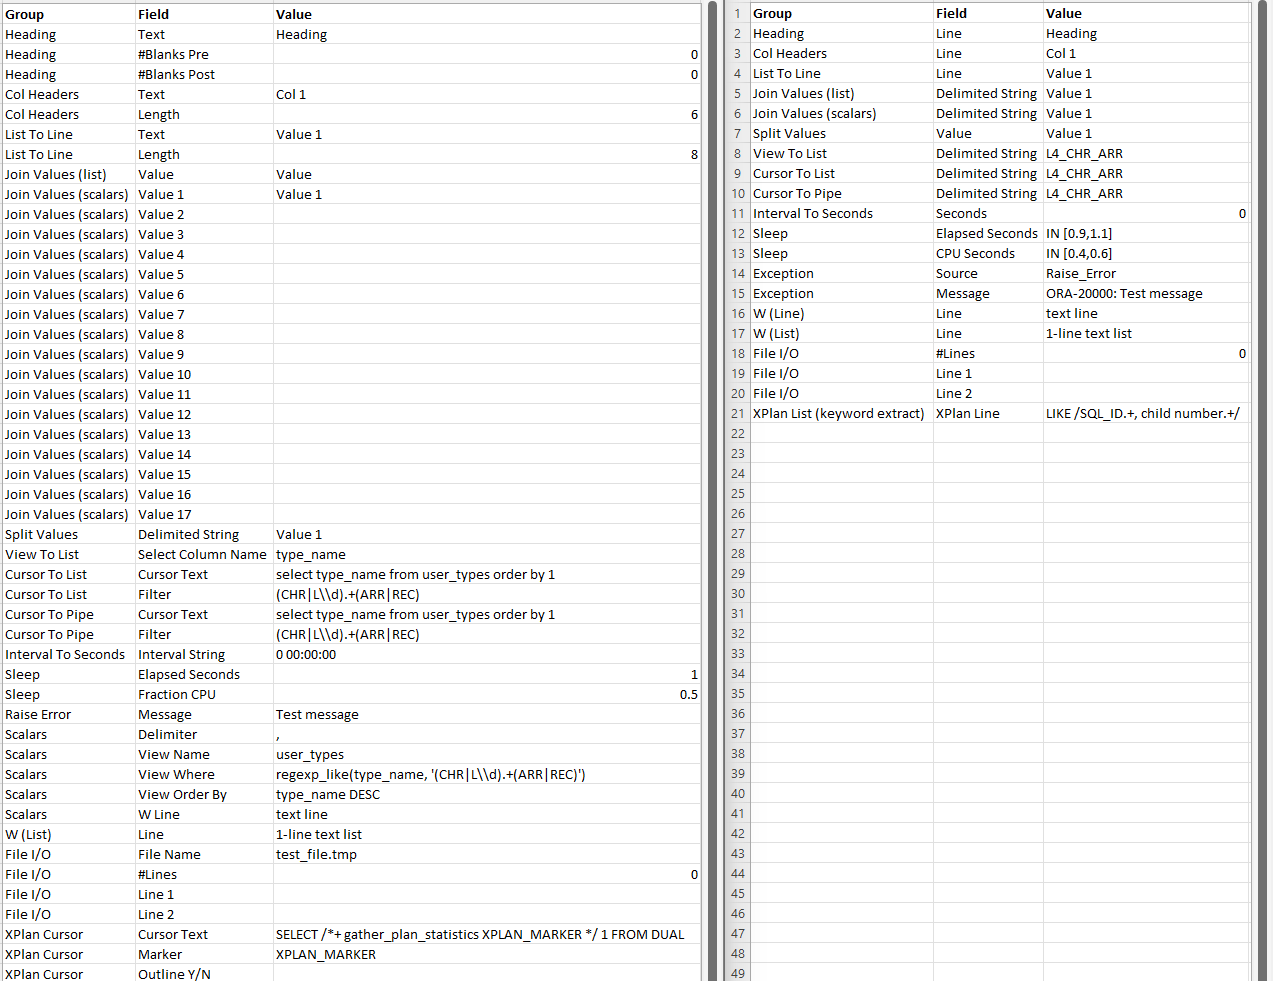 Group Field Value
Heading Text Heading
Heading #Blanks Pre 0
Heading #Blanks Post 0
Col Headers Text Col 1
Col Headers Length 6
List To Line Text Value 1
List To Line Length 8
Join Values (list) Value Value
Join Values (scalars) Value 1 Value 1
Join Values (scalars) Value 2
Join Values (scalars) Value 3
Join Values (scalars) Value 4
Join Values (scalars) Value 5
Join Values (scalars) Value 6
Join Values (scalars) Value 7
Join Values (scalars) Value 8
Join Values (scalars) Value 9
Join Values (scalars) Value 10
Join Values (scalars) Value 11
Join Values (scalars) Value 12
Join Values (scalars) Value 13
Join Values (scalars) Value 14
Join Values (scalars) Value 15
Join Values (scalars) Value 16
Join Values (scalars) Value 17
Split Values Delimited String Value 1
View To List Select Column Name type_name
Cursor To List Cursor Text select type_name from user_types order by 1
Cursor To List Filter (CHR|L\\d).+(ARR|REC)
Cursor To Pipe Cursor Text select type_name from user_types order by 1
Cursor To Pipe Filter (CHR|L\\d).+(ARR|REC)
Interval To Seconds Interval String 0 00:00:00
Sleep Elapsed Seconds 1
Sleep Fraction CPU 0.5
Raise Error Message Test message
Scalars Delimiter ,
Scalars View Name user_types
Scalars View Where regexp_like(type_name, '(CHR|L\\d).+(ARR|REC)')
Scalars View Order By type_name DESC
Scalars W Line text line
W (List) Line 1-line text list
File I/O File Name test_file.tmp
File I/O #Lines 0
File I/O Line 1
File I/O Line 2
XPlan Cursor Cursor Text SELECT /*+ gather_plan_statistics XPLAN_MARKER */ 1 FROM DUAL
XPlan Cursor Marker XPLAN_MARKER
XPlan Cursor Outline Y/N
1 Group Field Value
2 Heading Line Heading
3 Col Headers Line Col 1
4 List To Line Line Value 1
5 Join Values (list) Delimited String Value 1
6 Join Values (scalars) Delimited String Value 1
7 Split Values Value Value 1
8 View To List Delimited String L4_CHR_ARR
9 Cursor To List Delimited String L4_CHR_ARR
10 Cursor To Pipe Delimited String L4_CHR_ARR
11 Interval To Seconds Seconds 0
12 Sleep Elapsed Seconds IN [0.9,1.1]
13 Sleep CPU Seconds IN [0.4,0.6]
14 Exception Source Raise_Error
15 Exception Message ORA-20000: Test message
16 W (Line) Line text line
17 W (List) Line 1-line text list
18 File I/O #Lines 0
19 File I/O Line 1
20 File I/O Line 2
21 XPlan List (keyword extract) XPlan Line LIKE /SQL_ID.+, child number.+/
22
23
24
25
26
27
28
29
30
31
32
33
34
35
36
37
38
39
40
41
42
43
44
45
46
47
48
49